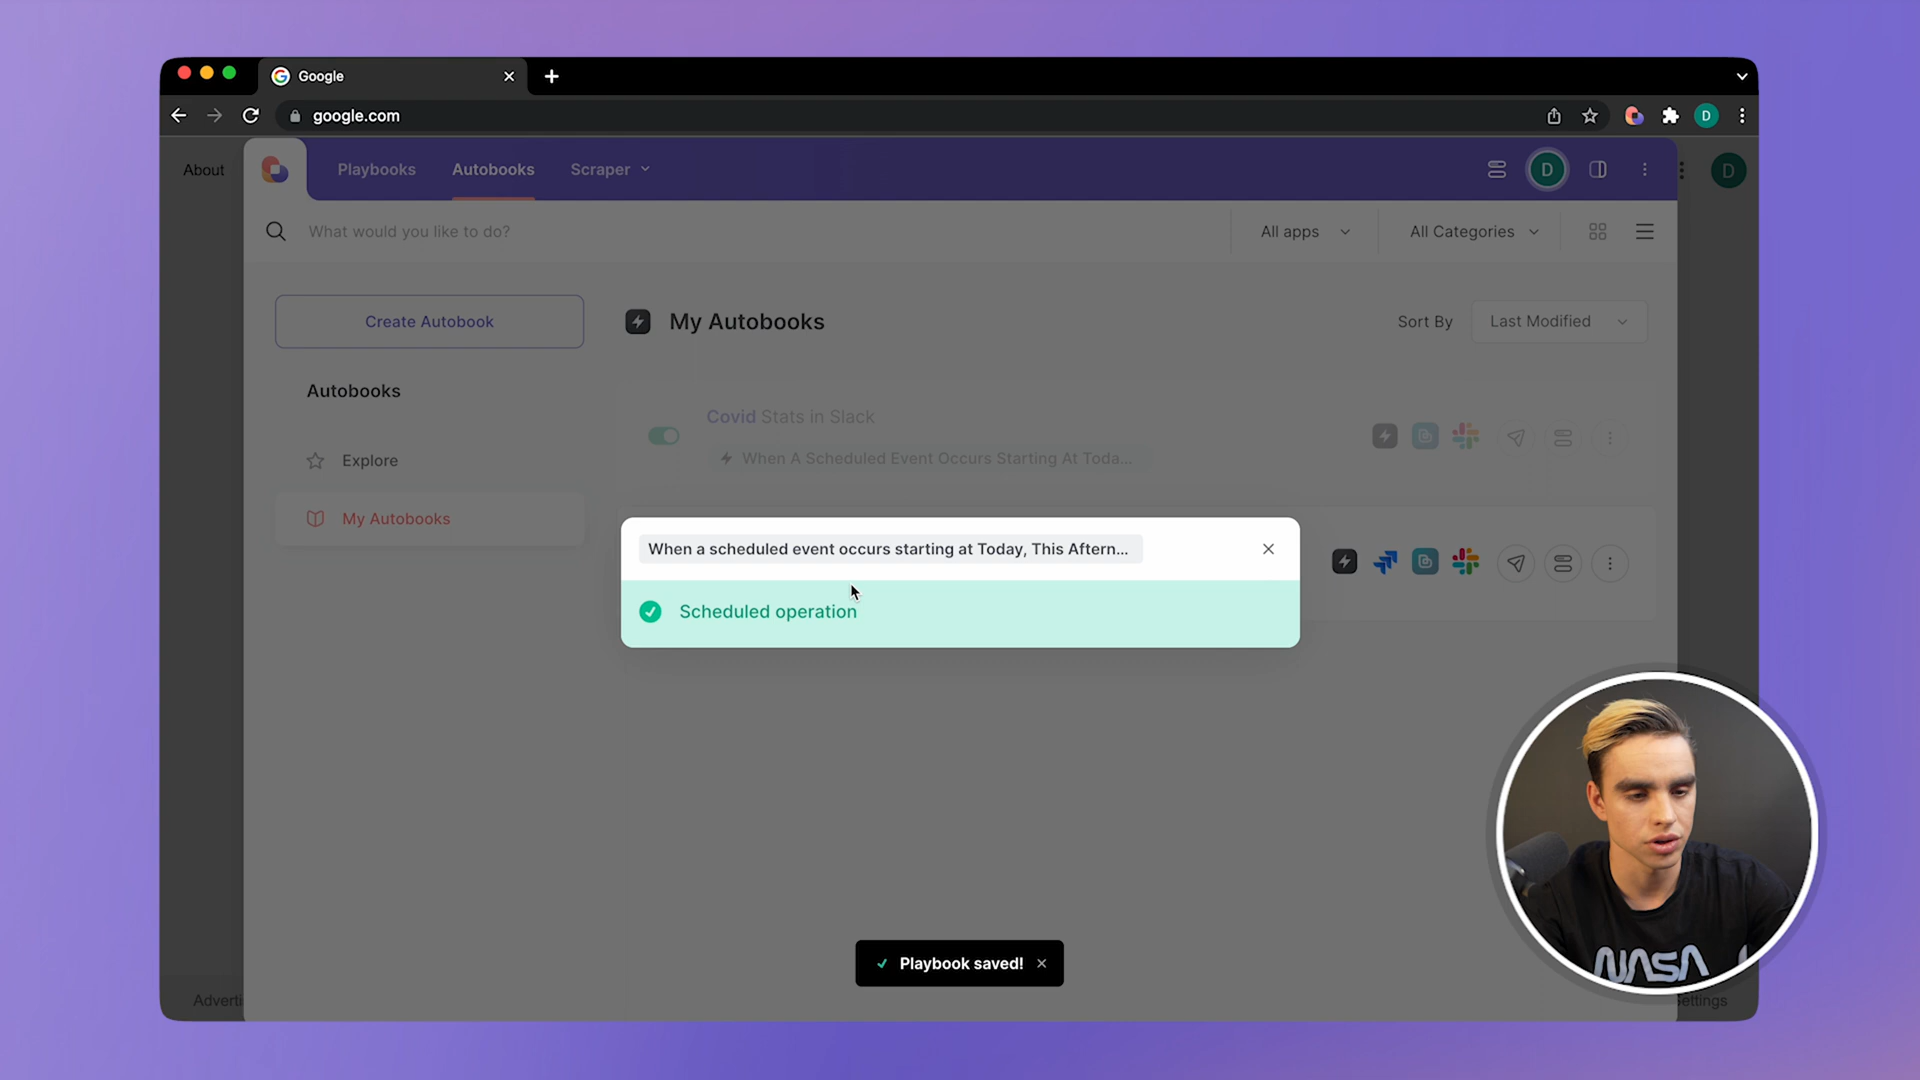 Google
google.com
D
About
Playbooks
Autobooks
Scraper
D
D
What would you like to do?
All apps
All Categories
Create Autobook
My Autobooks
Sort By
Last Modified
Autobooks
Covid Stats in Slack
When A Scheduled Event Occurs Starting At Toda...
Explore
My Autobooks
When a scheduled event occurs starting at Today, This Aftern...
Scheduled operation
Playbook saved!
NASA
Adverti
ettings